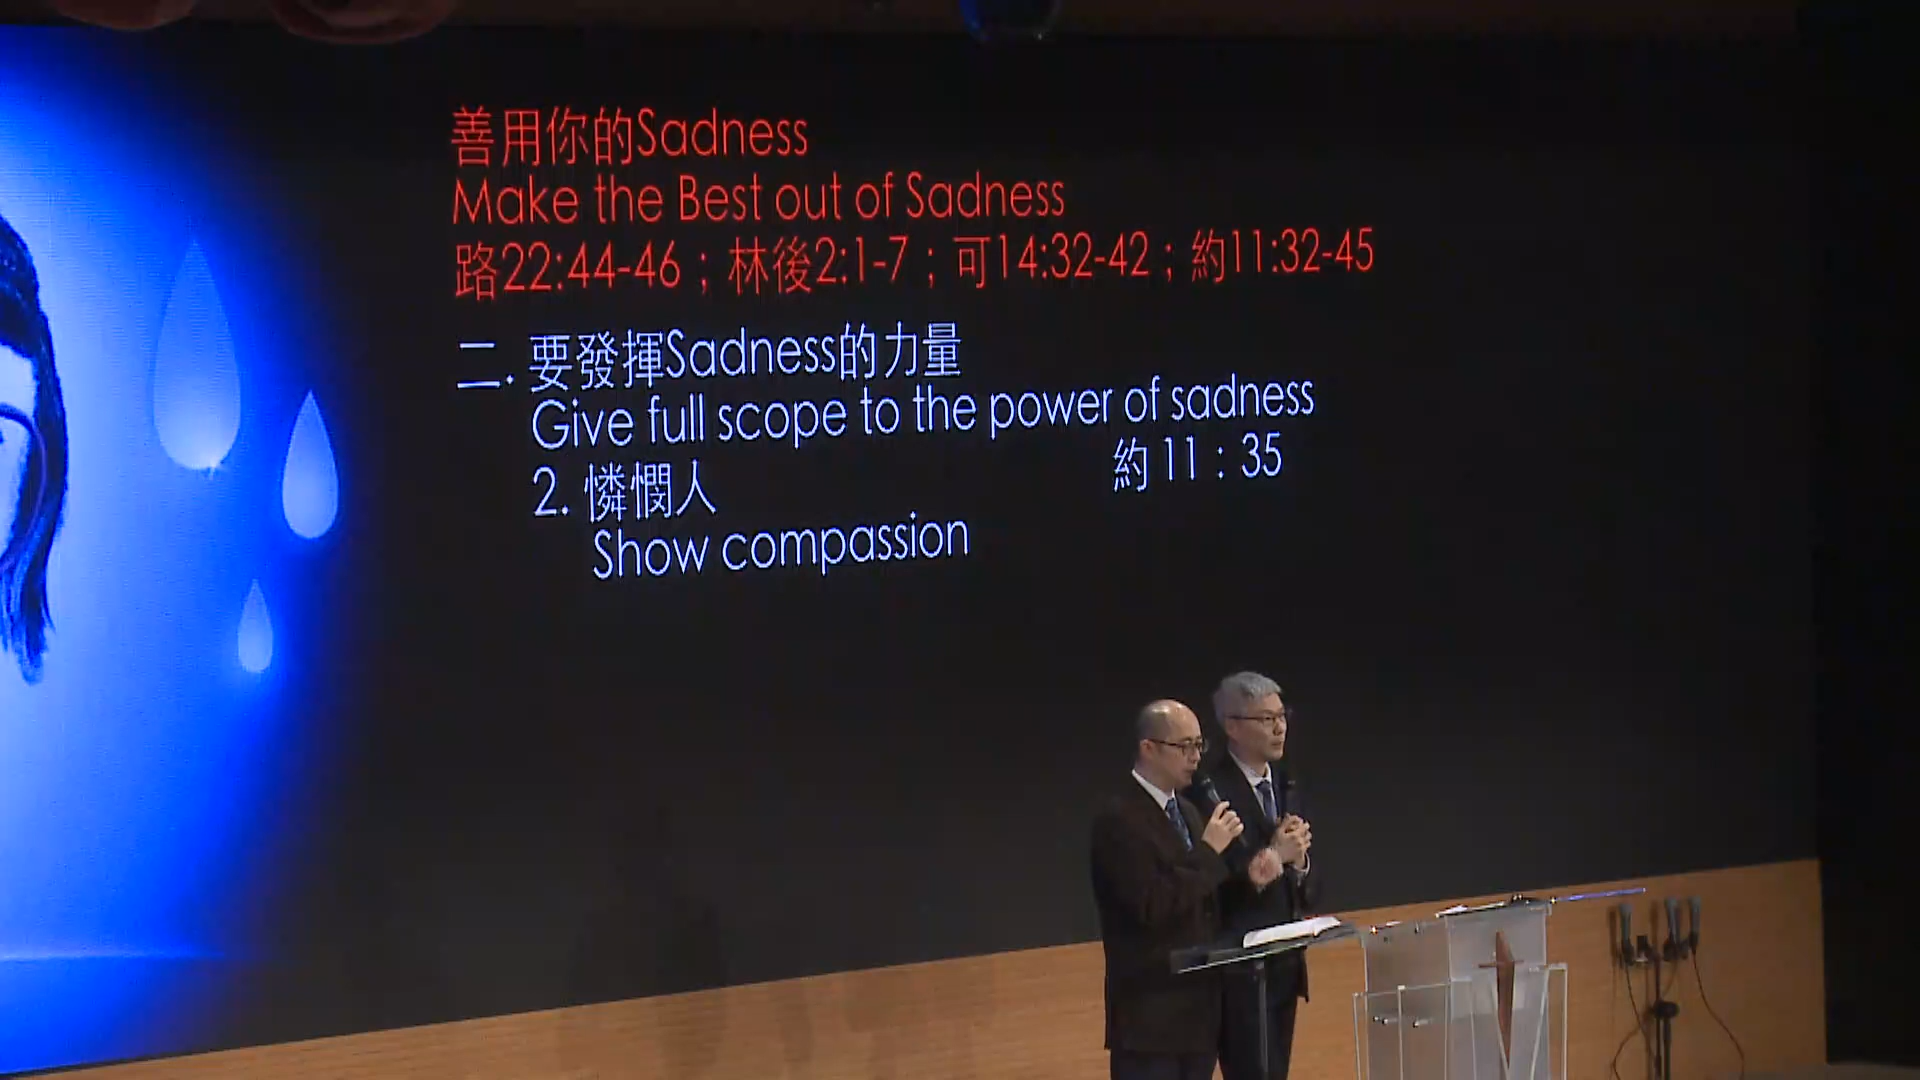 善用你的Sadness
Make the Best out of Sadness
路22:44-46；林後2:1-7；可14:32-42；約11:32-45
二. 要發揮Sadness的力量
Give full scope to the power of sadness
2. 憐憫人 約 11：35
Show compassion